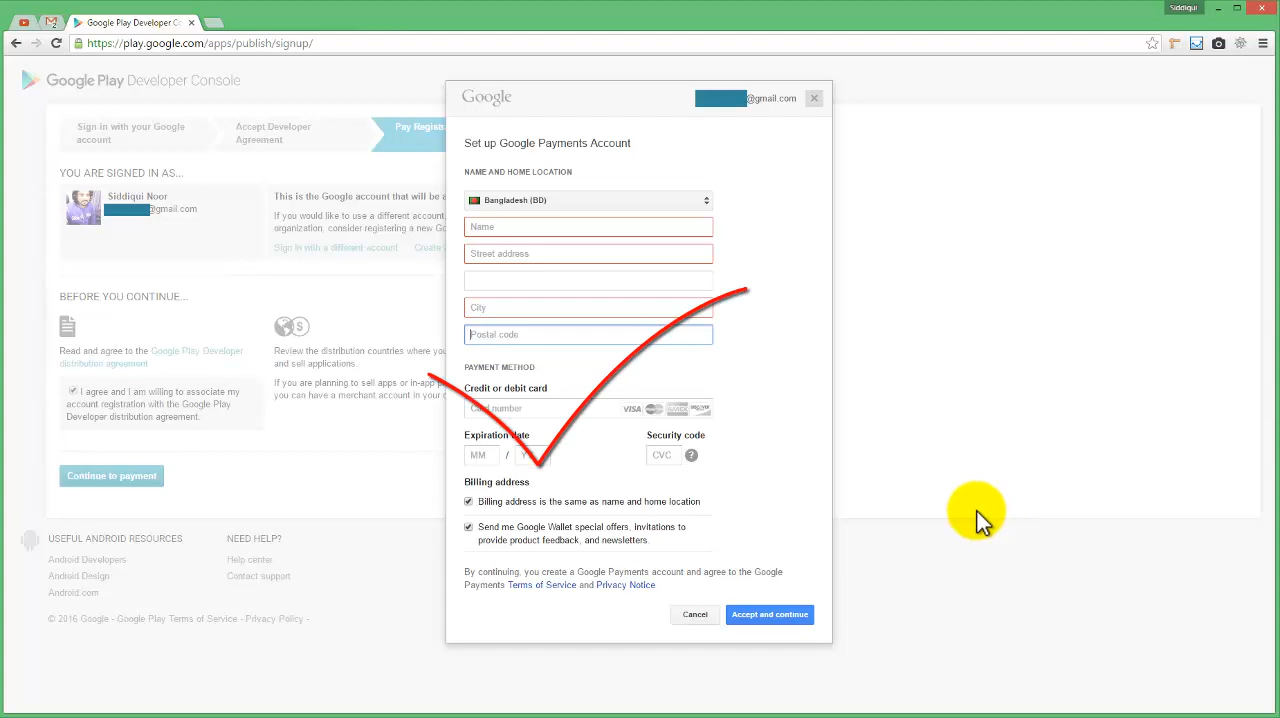 Siddiqui
Google Play Developer Co
https://play.google.com/apps/publish/signup/
Google Play Developer Console
Sign in with your Google
account
Accept Developer
Agreement
Pay Registra
YOU ARE SIGNED IN AS...
Siddiqui Noor
@gmail.com
This is the Google account that will be a
If you would like to use a different account,
organization, consider registering a new Go
Sign in with a different account
Create a
BEFORE YOU CONTINUE...
Read and agree to the Google Play Developer
distribution agreement
I agree and I am willing to associate my
account registration with the Google Play
Developer distribution agreement.
Review the distribution countries where you
and sell applications.
If you are planning to sell apps or in-app p
you can have a merchant account in your c
Continue to payment
USEFUL ANDROID RESOURCES
Android Developers
Android Design
Android.com
NEED HELP?
Help center
Contact support
© 2016 Google - Google Play Terms of Service - Privacy Policy -
Google
@gmail.com
Set up Google Payments Account
NAME AND HOME LOCATION
Bangladesh (BD)
Name
Street address
City
Postal code
PAYMENT METHOD
Credit or debit card
Card number
VISA
DISCOVER
Expiration date
Security code
MM / YY
CVC
Billing address
Billing address is the same as name and home location
Send me Google Wallet special offers, invitations to
provide product feedback, and newsletters.
By continuing, you create a Google Payments account and agree to the Google
Payments Terms of Service and Privacy Notice
Cancel
Accept and continue